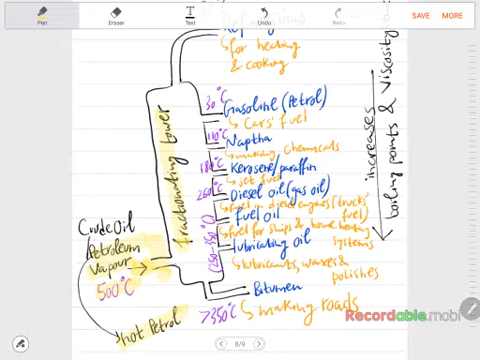 Pen
Eraser
Text
Undo
Redo
SAVE
MORE
for heating
& cooking
30°C
Gasoline (Petrol)
Cars' fuel
110°C
Naptha
making chemicals
180°C
Kerosene/paraffin
jet fuel
260°C
Diesel oil (gas oil)
fuel in diesel engines (trucks' fuel)
Fuel Oil
fuel for ships & home heating systems
(250-350°C)
lubricating oil
lubricants, waxes & polishes
Bitumen
>350°C
making roads
fractionating tower
Crude Oil
Petroleum
Vapour
500°C
hot Petrol
increases
boiling points & viscosity
8/9
Recordable.mobi